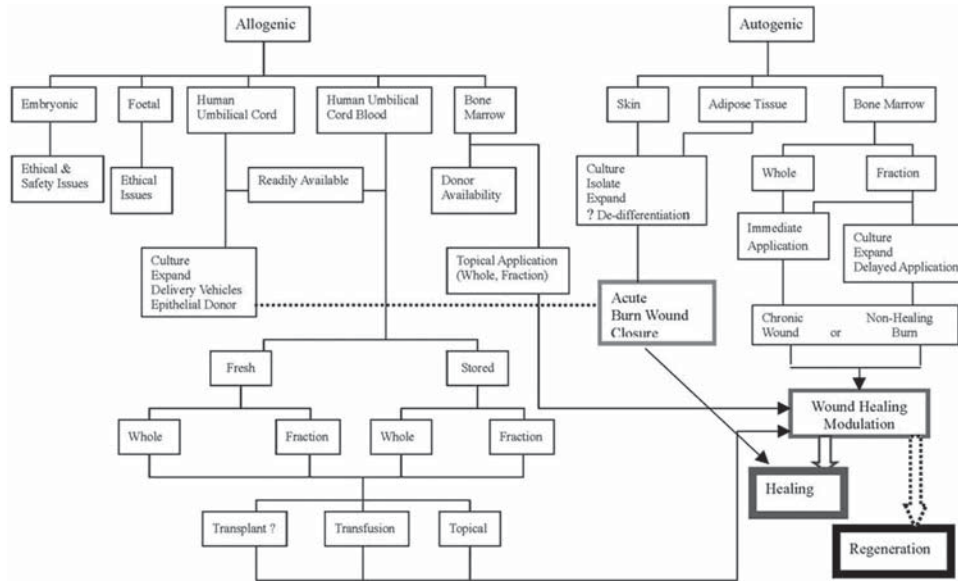 Allogenic
Autogenic
Embryonic
Foetal
Human
Umbilical Cord
Human Umbilical
Cord Blood
Bone
Marrow
Skin
Adipose Tissue
Bone Marrow
Ethical &
Safety Issues
Ethical
Issues
Readily Available
Donor
Availability
Culture
Isolate
Expand
? De-differentiation
Whole
Fraction
Immediate
Application
Culture
Expand
Delayed Application
Culture
Expand
Delivery Vehicles
Epithelial Donor
Topical Application
(Whole, Fraction)
Acute
Burn Wound
Closure
Chronic Non-Healing
Wound or Burn
Fresh
Stored
Whole
Fraction
Whole
Fraction
Wound Healing
Modulation
Healing
Transplant ?
Transfusion
Topical
Regeneration